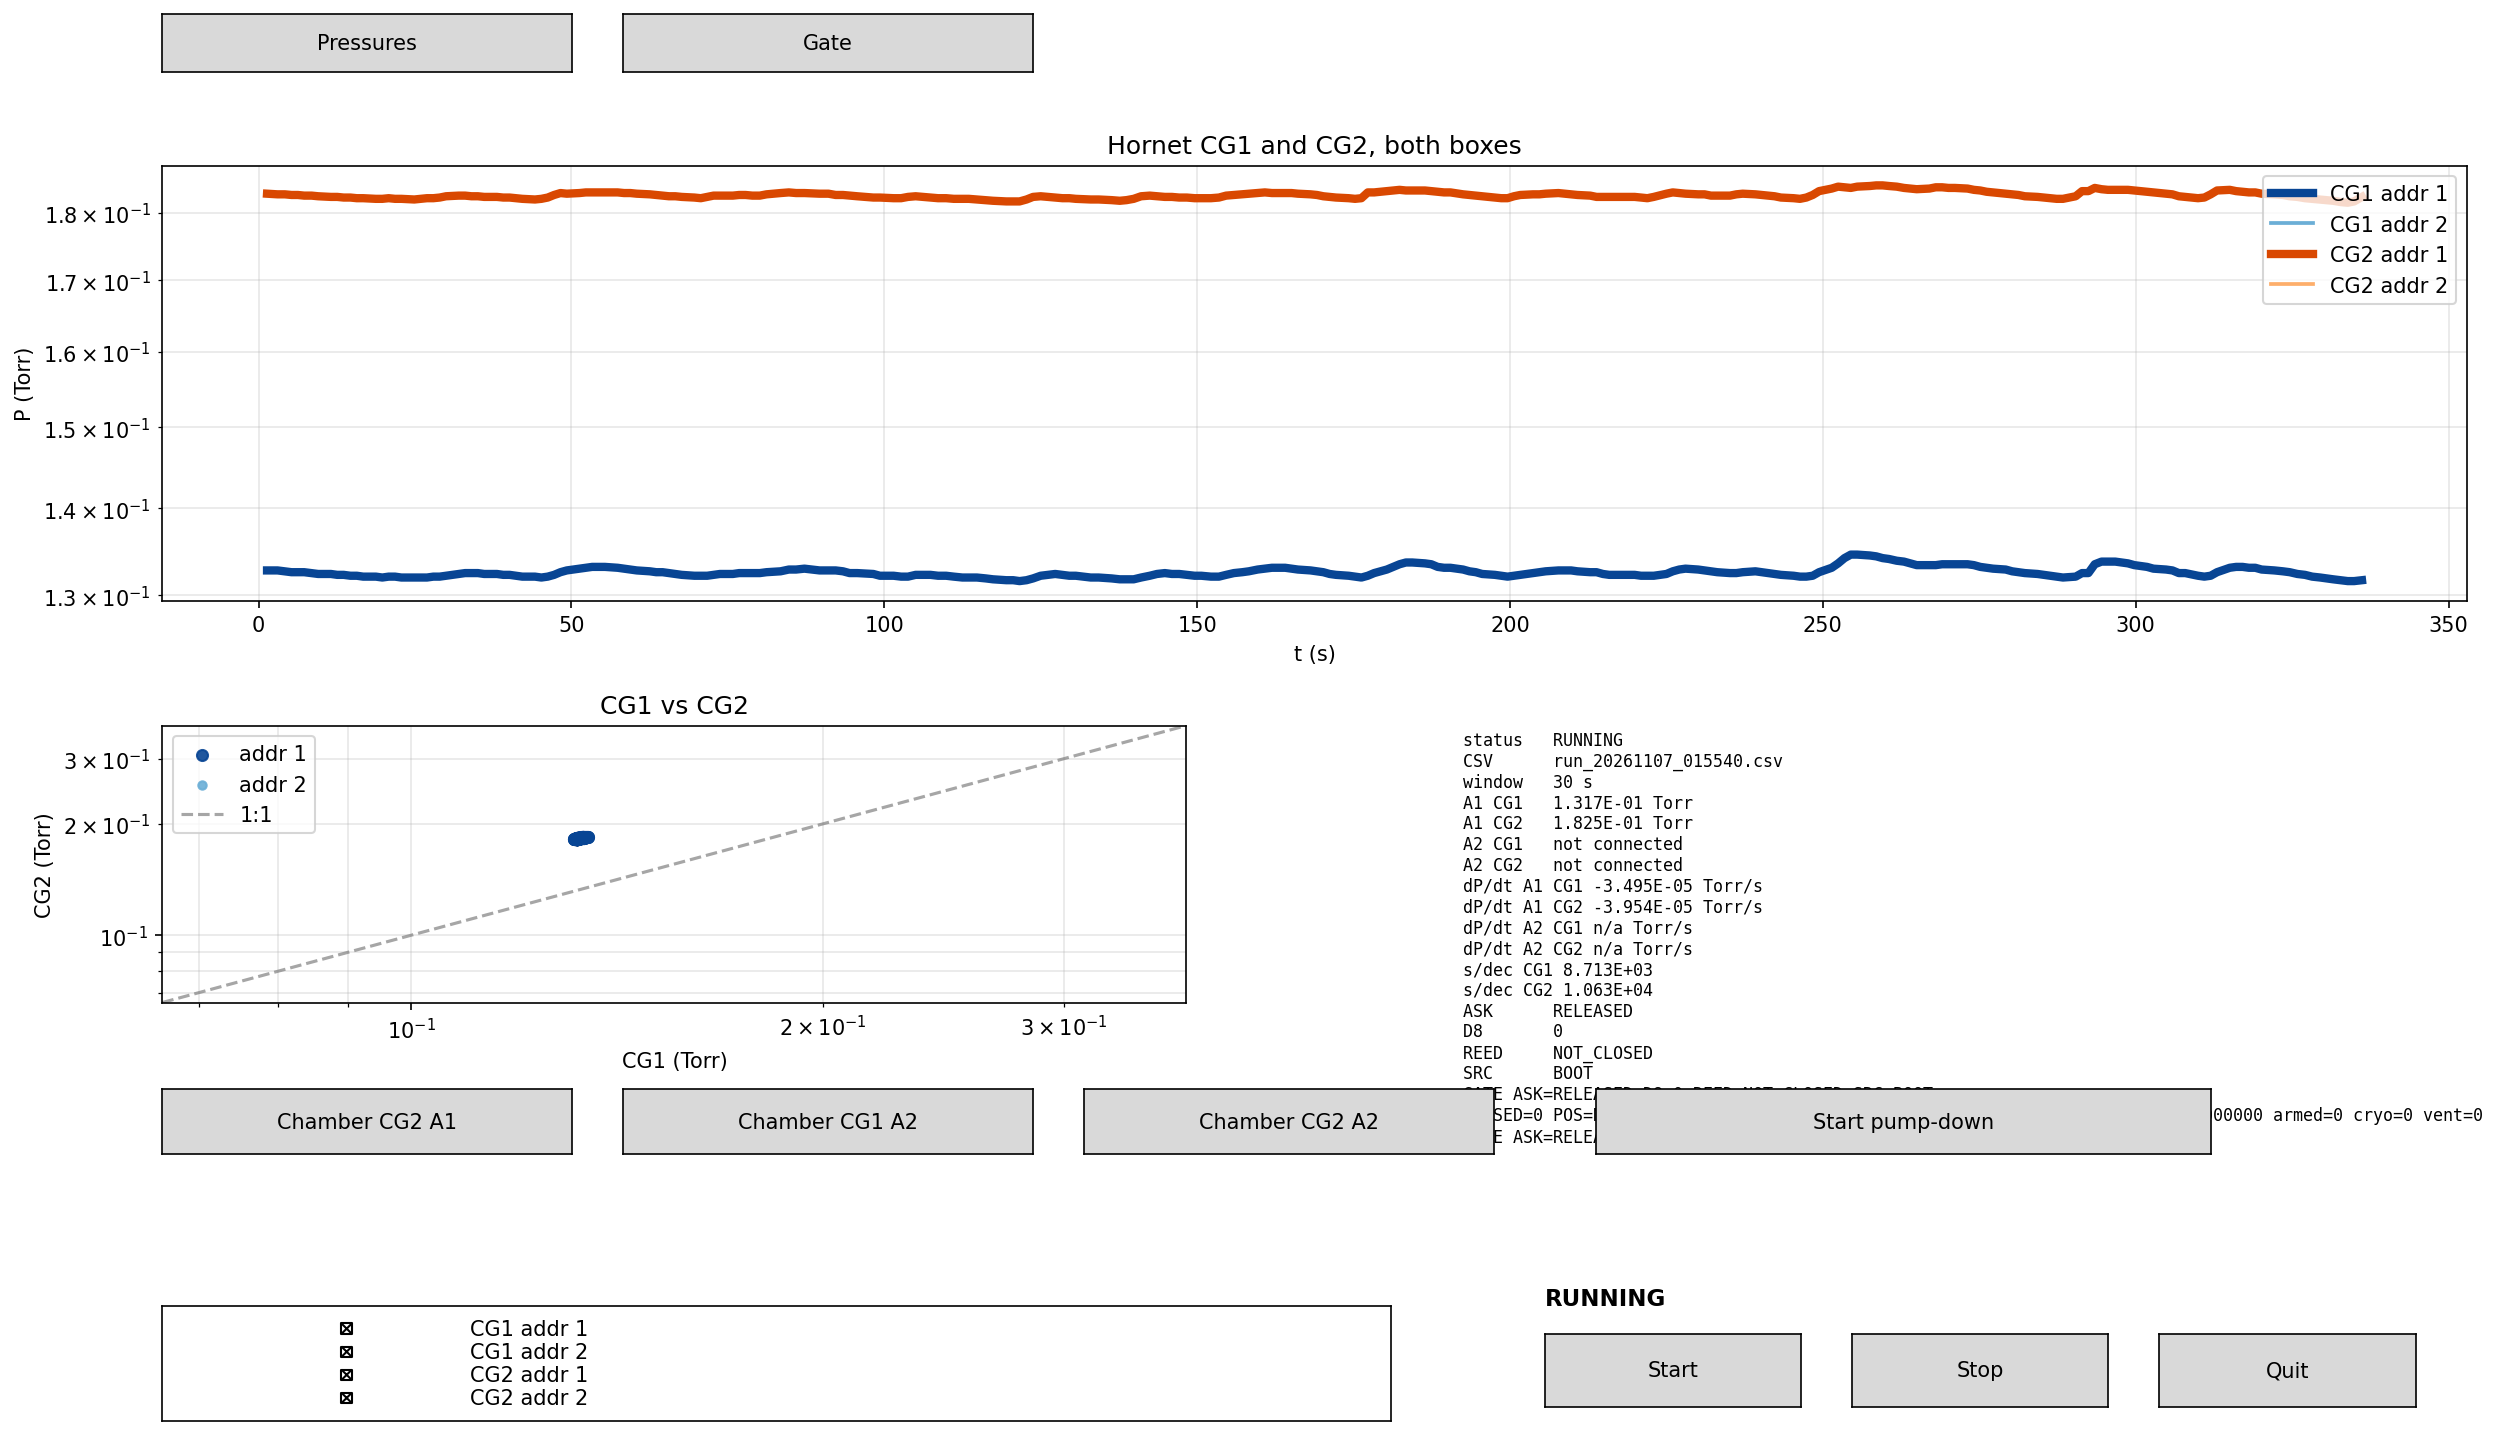 Pressures
Gate
Hornet CG1 and CG2, both boxes
CG1 addr 1
CG1 addr 2
CG2 addr 1
CG2 addr 2
1.8 × 10⁻¹
1.7 × 10⁻¹
1.6 × 10⁻¹
1.5 × 10⁻¹
1.4 × 10⁻¹
1.3 × 10⁻¹
P (Torr)
0 50 100 150 200 250 300 350
t (s)
CG1 vs CG2
addr 1
addr 2
1:1
3 × 10⁻¹
2 × 10⁻¹
10⁻¹
CG2 (Torr)
10⁻¹ 2 × 10⁻¹ 3 × 10⁻¹
CG1 (Torr)
status RUNNING
CSV run_20261107_015540.csv
window 30 s
A1 CG1 1.317E-01 Torr
A1 CG2 1.825E-01 Torr
A2 CG1 not connected
A2 CG2 not connected
dP/dt A1 CG1 -3.495E-05 Torr/s
dP/dt A1 CG2 -3.954E-05 Torr/s
dP/dt A2 CG1 n/a Torr/s
dP/dt A2 CG2 n/a Torr/s
s/dec CG1 8.713E+03
s/dec CG2 1.063E+04
ASK RELEASED
D8 0
REED NOT_CLOSED
SRC BOOT
00000 armed=0 cryo=0 vent=0
Chamber CG2 A1
Chamber CG1 A2
Chamber CG2 A2
Start pump-down
CG1 addr 1
CG1 addr 2
CG2 addr 1
CG2 addr 2
RUNNING
Start
Stop
Quit